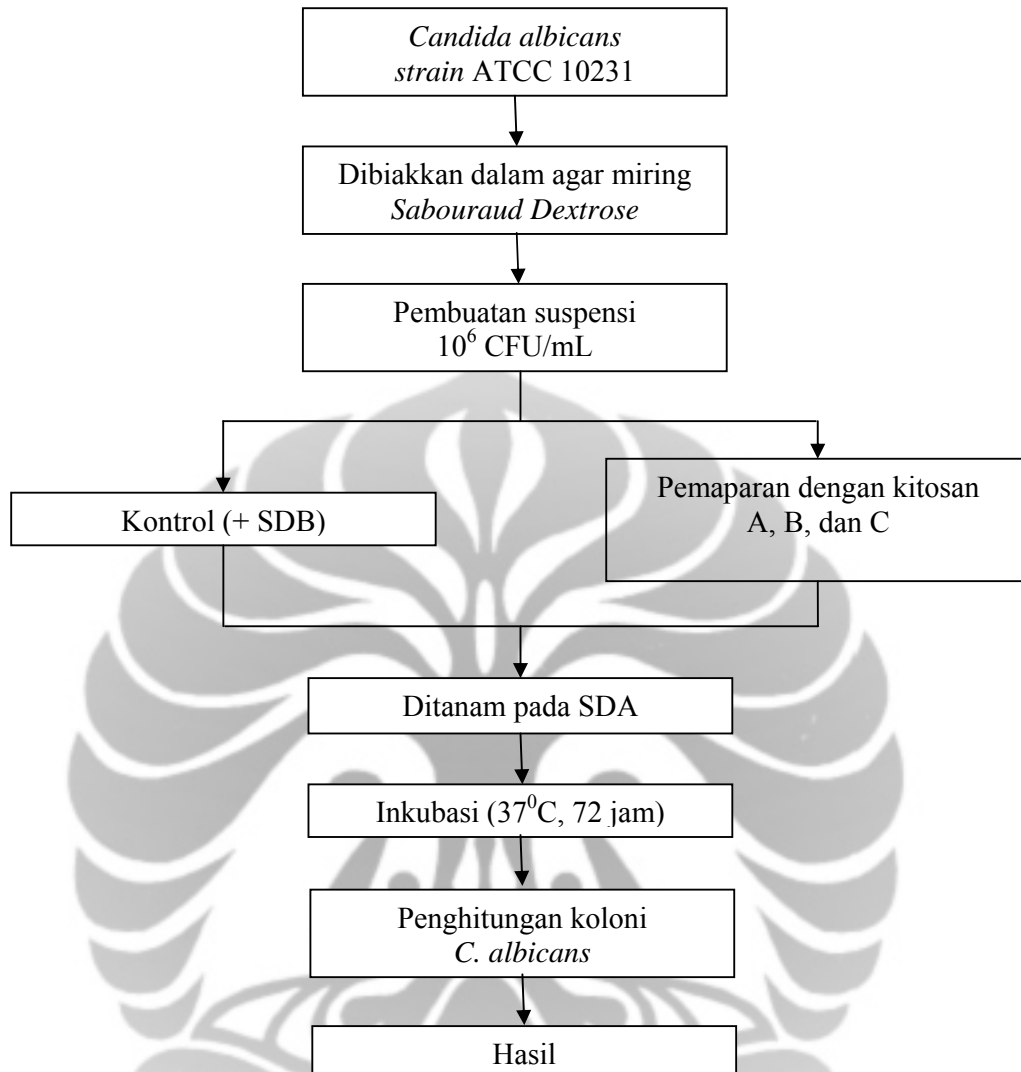 Candida albicans
strain ATCC 10231
Dibiakkan dalam agar miring
Sabouraud Dextrose
Pembuatan suspensi
10⁶ CFU/mL
Kontrol (+ SDB)
Pemaparan dengan kitosan
A, B, dan C
Ditanam pada SDA
Inkubasi (37⁰C, 72 jam)
Penghitungan koloni
C. albicans
Hasil